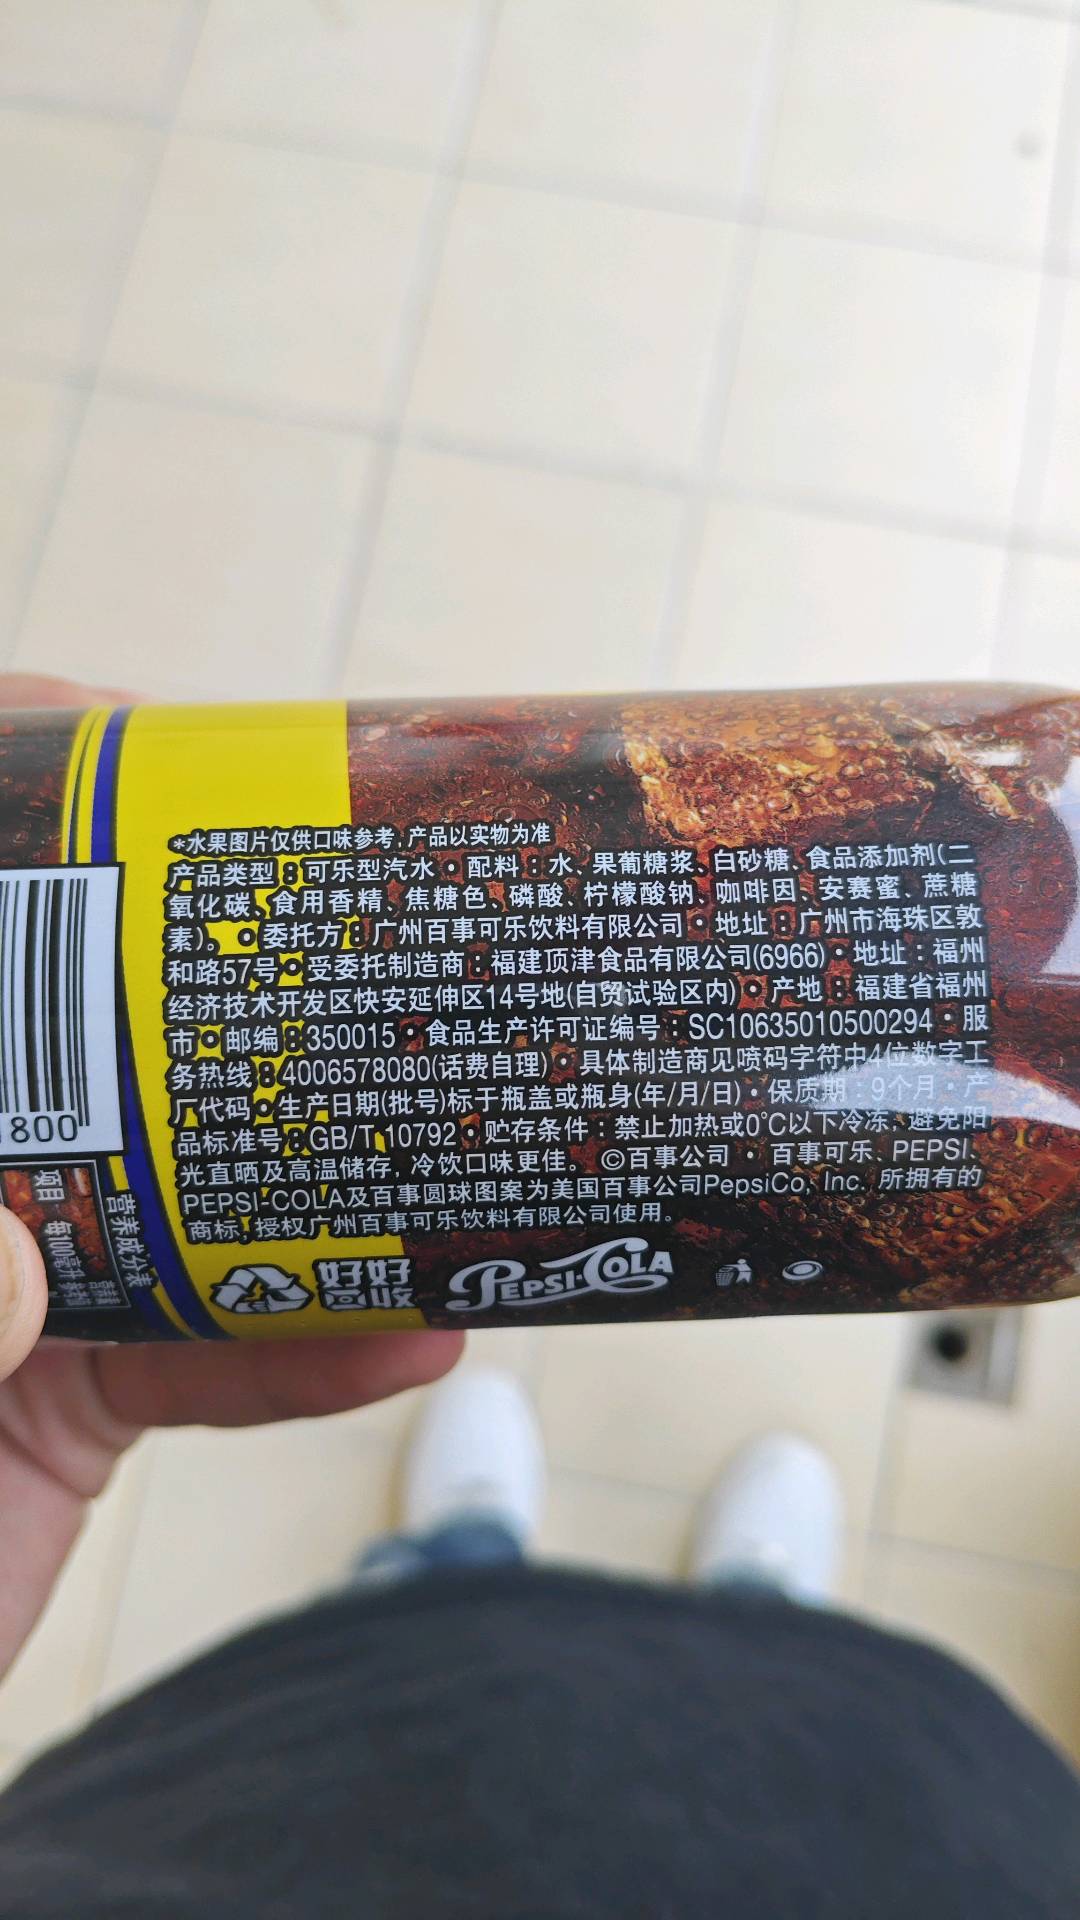 *水果图片仅供口味参考,产品以实物为准
产品类型:可乐型汽水·配料:水、果葡糖浆、白砂糖、食品添加剂(二
氧化碳、食用香精、焦糖色、磷酸、柠檬酸钠、咖啡因、安赛蜜、蔗糖
素)。·委托方:广州百事可乐饮料有限公司·地址:广州市海珠区敦
和路57号·受委托制造商:福建顶津食品有限公司(6966)·地址:福州
经济技术开发区快安延伸区14号地(自贸试验区内)·产地:福建省福州
市·邮编:350015·食品生产许可证编号:SC10635010500294·服
务热线:4006578080(话费自理)·具体制造商见喷码字符中4位数字工
厂代码·生产日期(批号)标于瓶盖或瓶身(年/月/日)·保质期:9个月·产
品标准号:GB/T 10792·贮存条件:禁止加热或0℃以下冷冻,避免阳
光直晒及高温储存,冷饮口味更佳。©百事公司·百事可乐、PEPSI、
PEPSI-COLA及百事圆球图案为美国百事公司PepsiCo, Inc. 所拥有的
商标,授权广州百事可乐饮料有限公司使用。
好好回收
PEPSI-COLA
800
营养成分表
项目 每100毫升